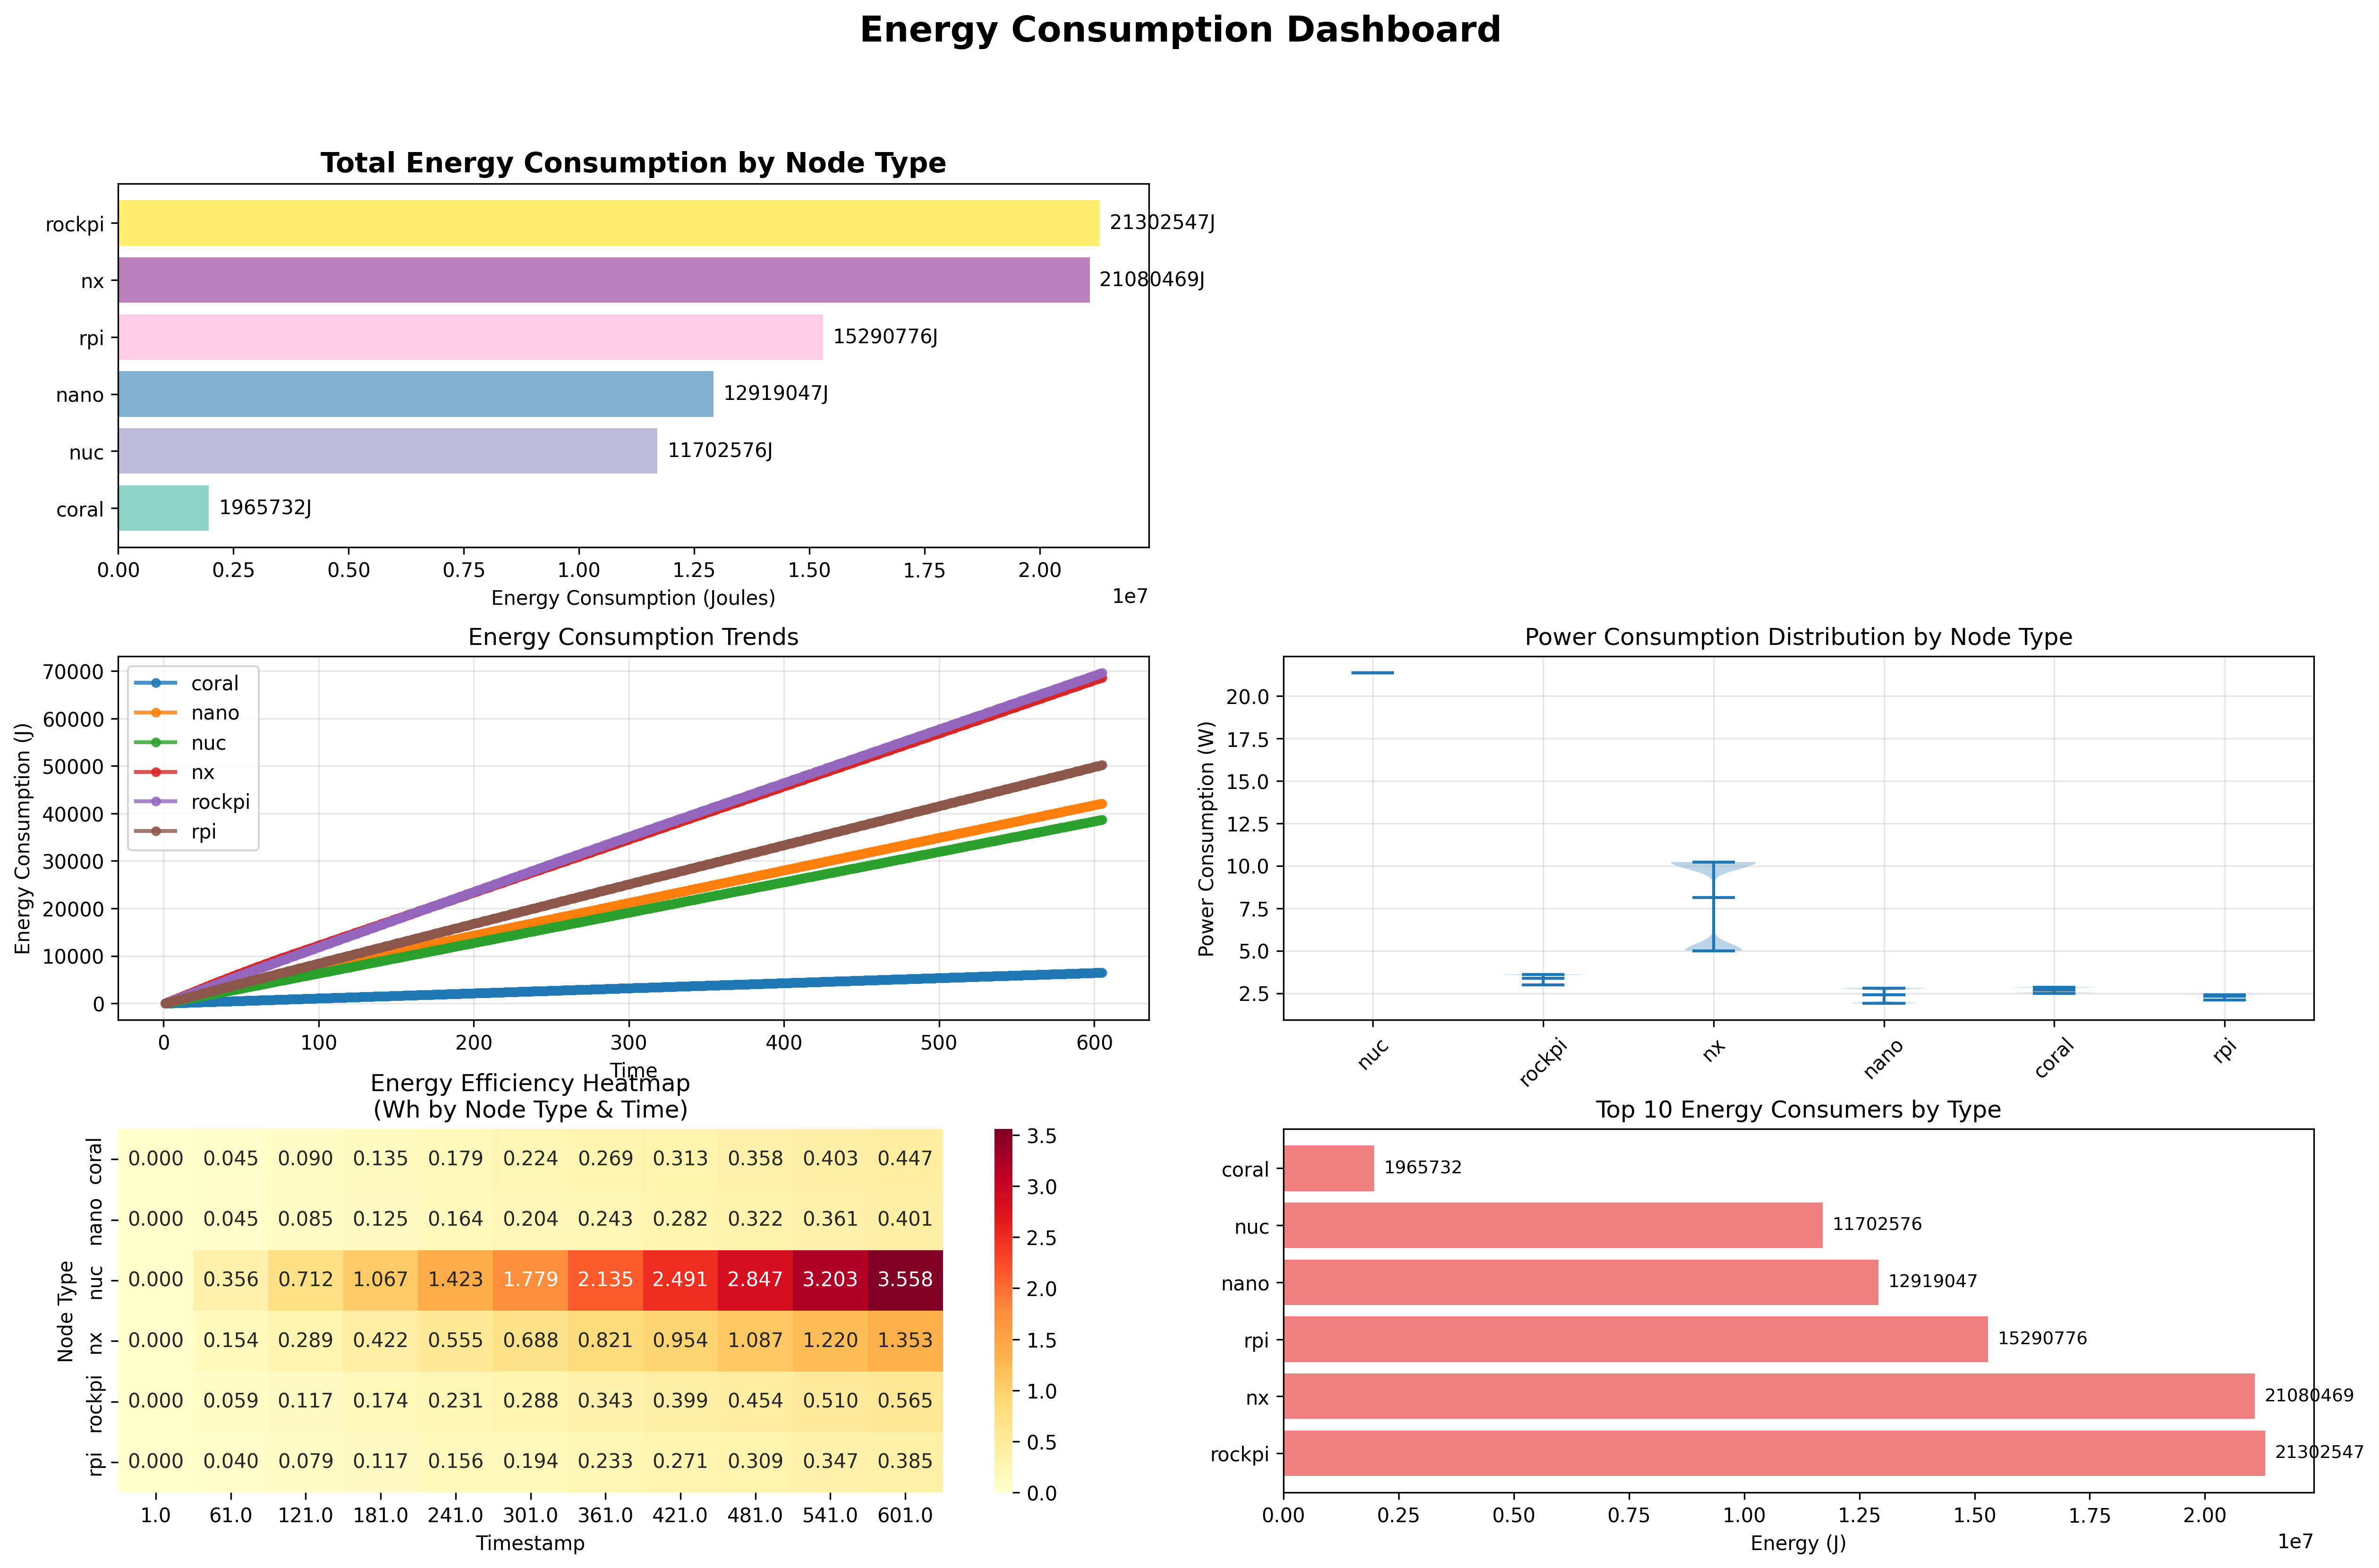 Energy Consumption Dashboard
Total Energy Consumption by Node Type
rockpi
21302547J
nx
21080469J
rpi
15290776J
nano
12919047J
nuc
11702576J
coral
1965732J
0.00 0.25 0.50 0.75 1.00 1.25 1.50 1.75 2.00
Energy Consumption (Joules)
1e7
Energy Consumption Trends
Energy Consumption (J)
70000
60000
50000
40000
30000
20000
10000
0
coral
nano
nuc
nx
rockpi
rpi
0 100 200 300 400 500 600
Time
Power Consumption Distribution by Node Type
Power Consumption (W)
20.0
17.5
15.0
12.5
10.0
7.5
5.0
2.5
nuc rockpi nx nano coral rpi
Energy Efficiency Heatmap
(Wh by Node Type & Time)
Node Type
coral 0.000 0.045 0.090 0.135 0.179 0.224 0.269 0.313 0.358 0.403 0.447
nano 0.000 0.045 0.085 0.125 0.164 0.204 0.243 0.282 0.322 0.361 0.401
nuc 0.000 0.356 0.712 1.067 1.423 1.779 2.135 2.491 2.847 3.203 3.558
nx 0.000 0.154 0.289 0.422 0.555 0.688 0.821 0.954 1.087 1.220 1.353
rockpi 0.000 0.059 0.117 0.174 0.231 0.288 0.343 0.399 0.454 0.510 0.565
rpi 0.000 0.040 0.079 0.117 0.156 0.194 0.233 0.271 0.309 0.347 0.385
1.0 61.0 121.0 181.0 241.0 301.0 361.0 421.0 481.0 541.0 601.0
Timestamp
3.5
3.0
2.5
2.0
1.5
1.0
0.5
0.0
Top 10 Energy Consumers by Type
coral
1965732
nuc
11702576
nano
12919047
rpi
15290776
nx
21080469
rockpi
21302547
0.00 0.25 0.50 0.75 1.00 1.25 1.50 1.75 2.00
Energy (J)
1e7